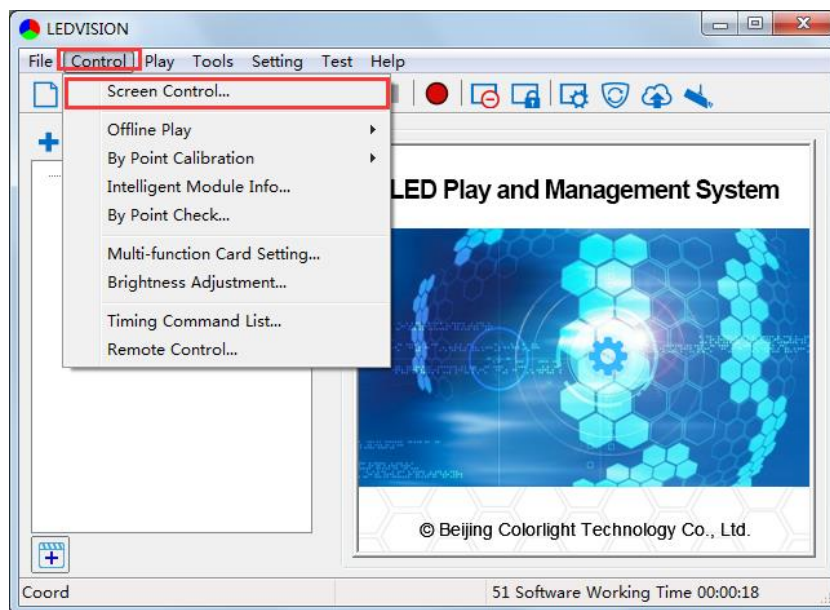 LEDVISION
File Control Play Tools Setting Test Help
Screen Control...
Offline Play
By Point Calibration
Intelligent Module Info...
By Point Check...
Multi-function Card Setting...
Brightness Adjustment...
Timing Command List...
Remote Control...
LED Play and Management System
© Beijing Colorlight Technology Co., Ltd.
Coord
51 Software Working Time 00:00:18